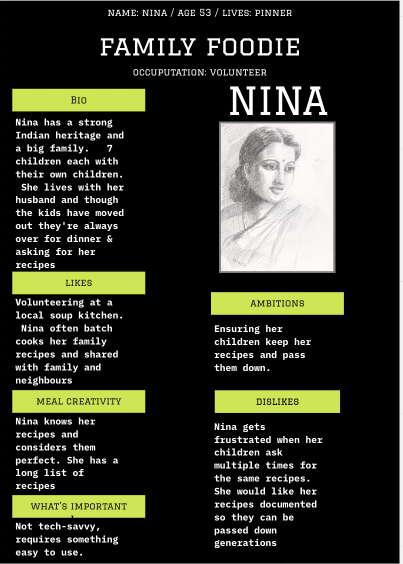 NAME: NINA / AGE 53 / LIVES: PINNER
FAMILY FOODIE
OCCUPUTATION: VOLUNTEER
NINA
BIO
Nina has a strong
Indian heritage and
a big family. 7
children each with
their own children.
She lives with her
husband and though
the kids have moved
out they're always
over for dinner &
asking for her
recipes
LIKES
Volunteering at a
local soup kitchen.
Nina often batch
cooks her family
recipes and shared
with family and
neighbours
MEAL CREATIVITY
Nina knows her
recipes and
considers them
perfect. She has a
long list of
recipes
WHAT'S IMPORTANT
Not tech-savvy,
requires something
easy to use.
AMBITIONS
Ensuring her
children keep her
recipes and pass
them down.
DISLIKES
Nina gets
frustrated when her
children ask
multiple times for
the same recipes.
She would like her
recipes documented
so they can be
passed down
generations